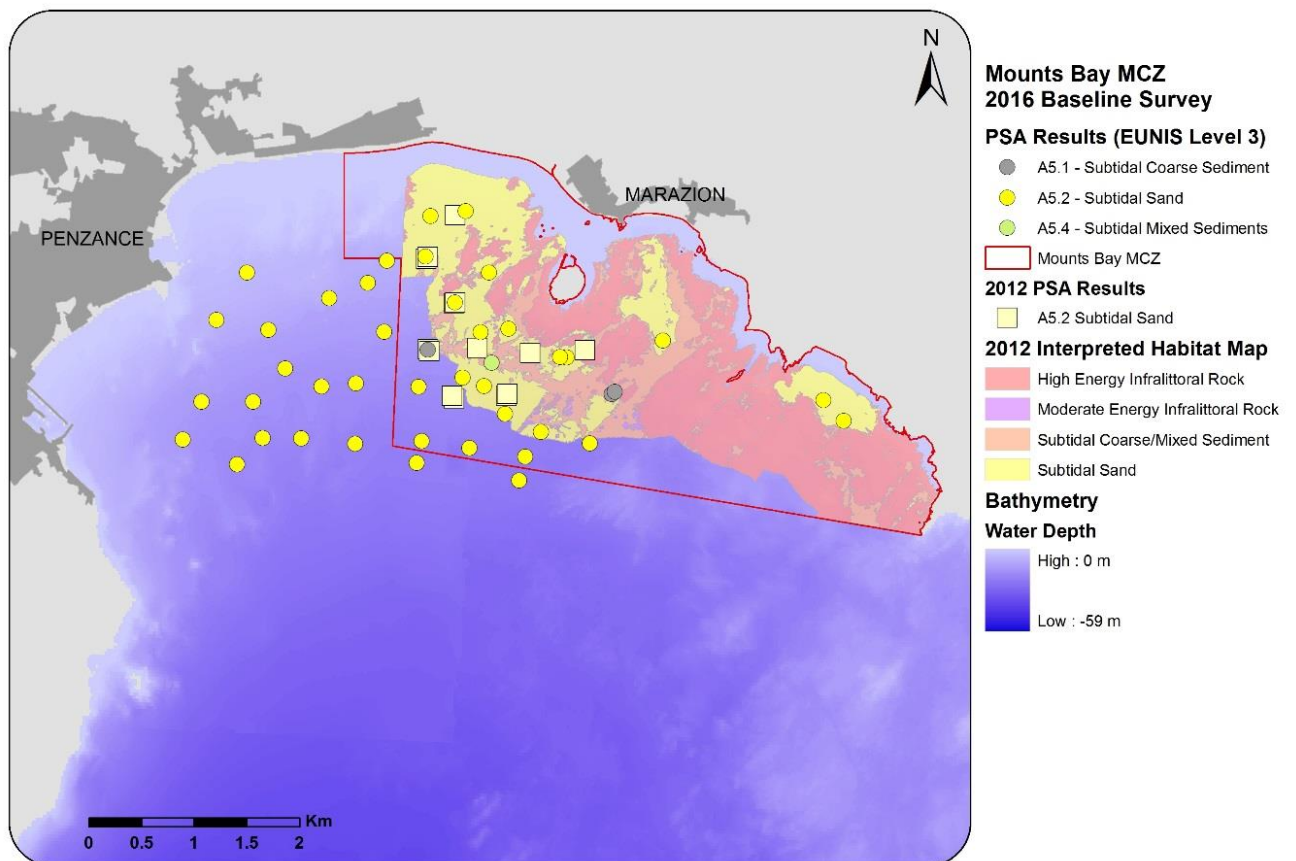 N
MARAZION
PENZANCE
Km
0 0.5 1 1.5 2
Mounts Bay MCZ
2016 Baseline Survey
PSA Results (EUNIS Level 3)
A5.1 - Subtidal Coarse Sediment
A5.2 - Subtidal Sand
A5.4 - Subtidal Mixed Sediments
Mounts Bay MCZ
2012 PSA Results
A5.2 Subtidal Sand
2012 Interpreted Habitat Map
High Energy Infralittoral Rock
Moderate Energy Infralittoral Rock
Subtidal Coarse/Mixed Sediment
Subtidal Sand
Bathymetry
Water Depth
High : 0 m
Low : -59 m